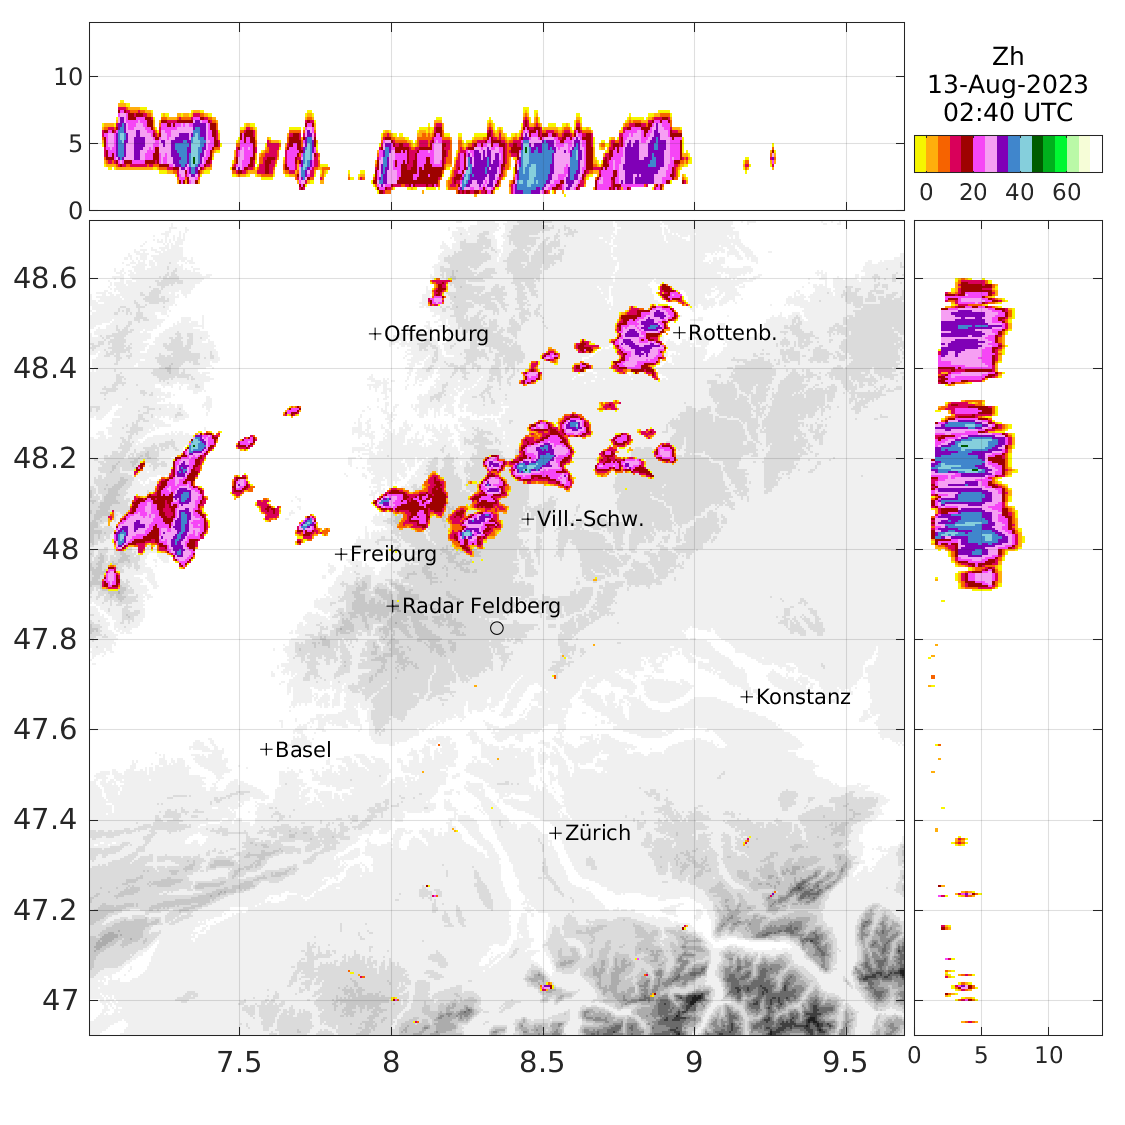 10
5
0
Zh
13-Aug-2023
02:40 UTC
0 20 40 60
48.6
48.4
48.2
48
47.8
47.6
47.4
47.2
47
+Offenburg
+Rottenb.
+Vill.-Schw.
+Freiburg
+Radar Feldberg
+Konstanz
+Basel
+Zürich
7.5 8 8.5 9 9.5
0 5 10